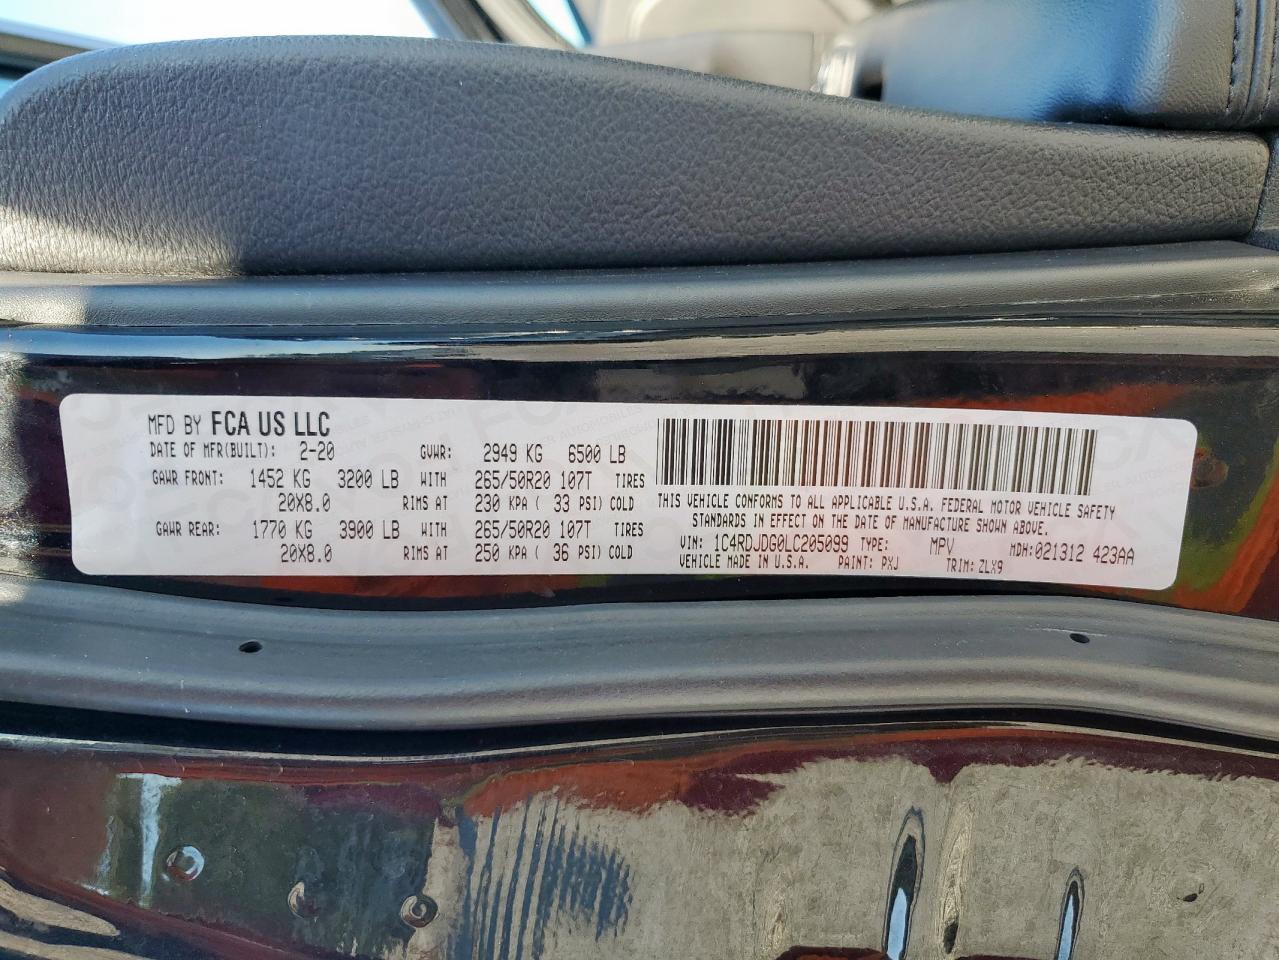 MFD BY FCA US LLC
DATE OF MFR(BUILT): 2-20 GVWR: 2949 KG 6500 LB
GAWR FRONT: 1452 KG 3200 LB WITH 265/50R20 107T TIRES
20X8.0 RIMS AT 230 KPA ( 33 PSI) COLD
GAWR REAR: 1770 KG 3900 LB WITH 265/50R20 107T TIRES
20X8.0 RIMS AT 250 KPA ( 36 PSI) COLD
THIS VEHICLE CONFORMS TO ALL APPLICABLE U.S.A. FEDERAL MOTOR VEHICLE SAFETY
STANDARDS IN EFFECT ON THE DATE OF MANUFACTURE SHOWN ABOVE.
VIN: 1C4RDJDG0LC205099 TYPE: MPV MDH:021312 423AA
VEHICLE MADE IN U.S.A. PAINT: PXJ TRIM: ZLX9